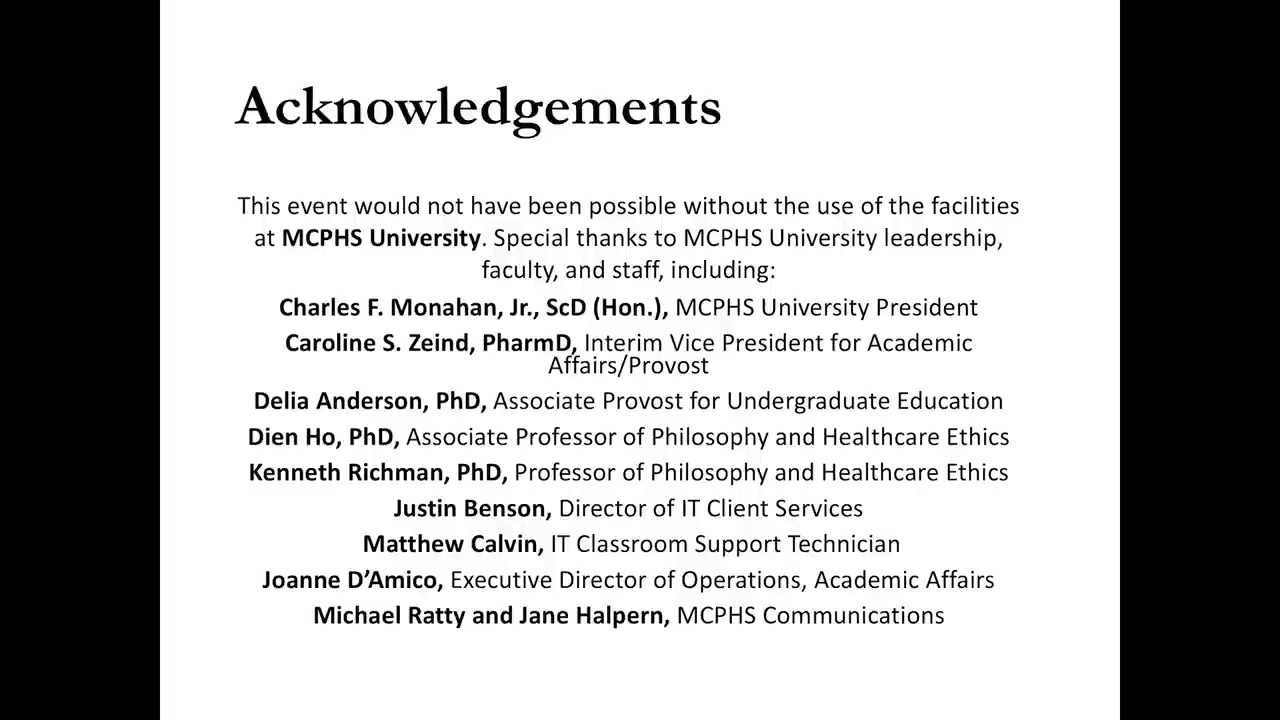 Acknowledgements
This event would not have been possible without the use of the facilities
at MCPHS University. Special thanks to MCPHS University leadership,
faculty, and staff, including:
Charles F. Monahan, Jr., ScD (Hon.), MCPHS University President
Caroline S. Zeind, PharmD, Interim Vice President for Academic
Affairs/Provost
Delia Anderson, PhD, Associate Provost for Undergraduate Education
Dien Ho, PhD, Associate Professor of Philosophy and Healthcare Ethics
Kenneth Richman, PhD, Professor of Philosophy and Healthcare Ethics
Justin Benson, Director of IT Client Services
Matthew Calvin, IT Classroom Support Technician
Joanne D’Amico, Executive Director of Operations, Academic Affairs
Michael Ratty and Jane Halpern, MCPHS Communications